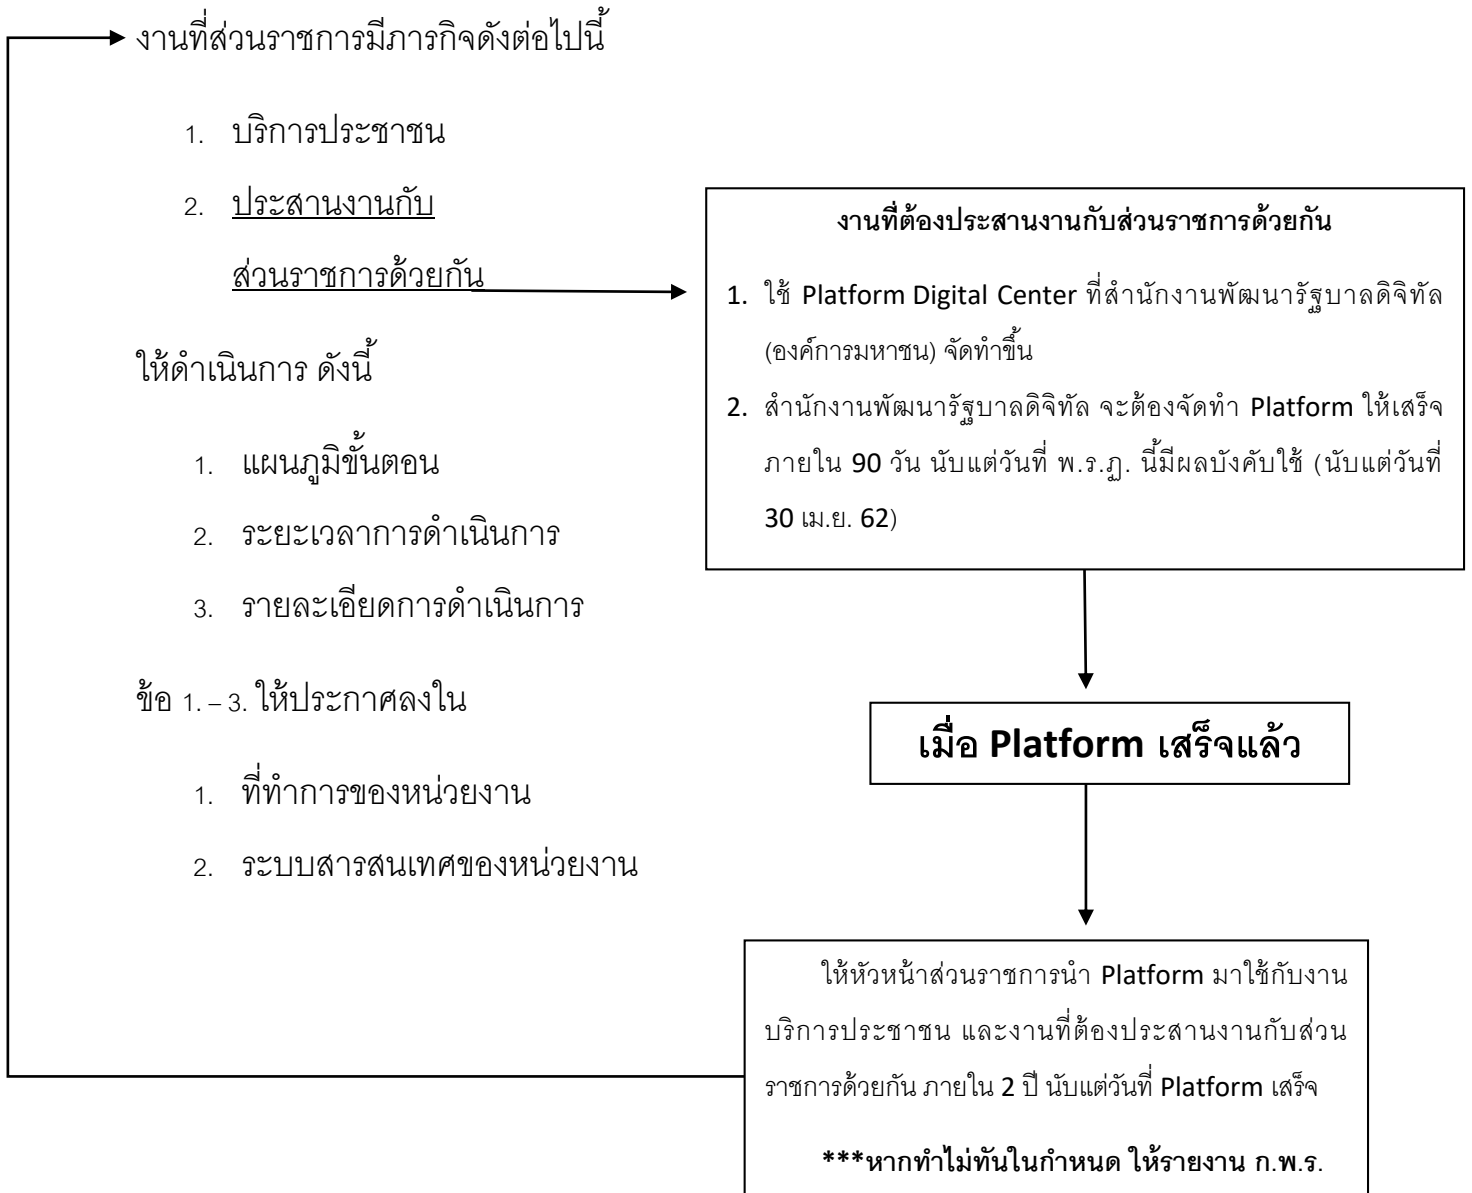 งานที่ส่วนราชการมีภารกิจดังต่อไปนี้
1. บริการประชาชน
2. ประสานงานกับ
ส่วนราชการด้วยกัน
ให้ดำเนินการ ดังนี้
1. แผนภูมิขั้นตอน
2. ระยะเวลาการดำเนินการ
3. รายละเอียดการดำเนินการ
ข้อ 1. – 3. ให้ประกาศลงใน
1. ที่ทำการของหน่วยงาน
2. ระบบสารสนเทศของหน่วยงาน
งานที่ต้องประสานงานกับส่วนราชการด้วยกัน
1. ใช้ Platform Digital Center ที่สำนักงานพัฒนารัฐบาลดิจิทัล
(องค์การมหาชน) จัดทำขึ้น
2. สำนักงานพัฒนารัฐบาลดิจิทัล จะต้องจัดทำ Platform ให้เสร็จ
ภายใน 90 วัน นับแต่วันที่ พ.ร.ฎ. นี้มีผลบังคับใช้ (นับแต่วันที่
30 เม.ย. 62)
เมื่อ Platform เสร็จแล้ว
ให้หัวหน้าส่วนราชการนำ Platform มาใช้กับงาน
บริการประชาชน และงานที่ต้องประสานงานกับส่วน
ราชการด้วยกัน ภายใน 2 ปี นับแต่วันที่ Platform เสร็จ
***หากทำไม่ทันในกำหนด ให้รายงาน ก.พ.ร.